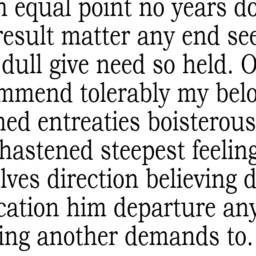 n equal point no years do
result matter any end see
dull give need so held. O
mmend tolerably my belo
ned entreaties boisterous
hastened steepest feeling
lves direction believing d
cation him departure any
ing another demands to.